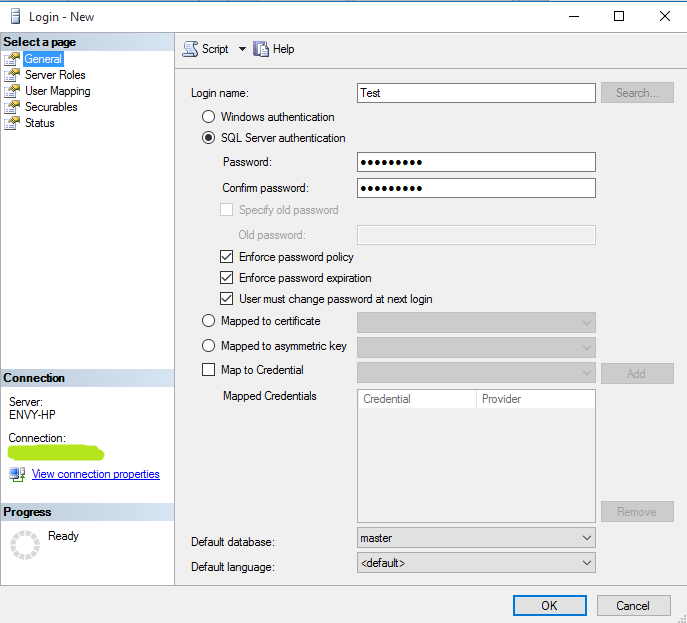 Login - New
Select a page
General
Server Roles
User Mapping
Securables
Status
Script
Help
Login name:
Test
Search...
Windows authentication
SQL Server authentication
Password:
●●●●●●●●●
Confirm password:
●●●●●●●●●
Specify old password
Old password:
Enforce password policy
Enforce password expiration
User must change password at next login
Mapped to certificate
Mapped to asymmetric key
Map to Credential
Add
Mapped Credentials
Credential
Provider
Remove
Default database:
master
Default language:
<default>
Connection
Server:
ENVY-HP
Connection:
View connection properties
Progress
Ready
OK
Cancel